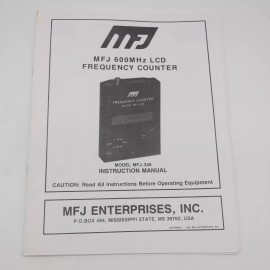 MFJ
MFJ 600MHz LCD
FREQUENCY COUNTER
FREQUENCY COUNTER
MODEL MFJ-346
INSTRUCTION MANUAL
CAUTION: Read All Instructions Before Operating Equipment
MFJ ENTERPRISES, INC.
P.O.BOX 494, MISSISSIPPI STATE, MS 39762, USA